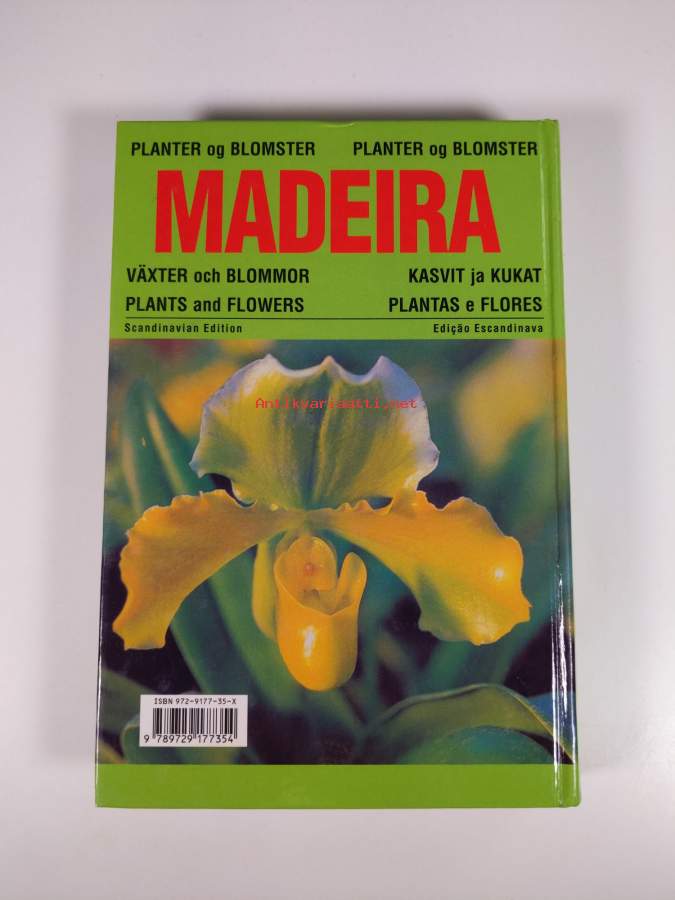 PLANTER og BLOMSTER PLANTER og BLOMSTER
MADEIRA
VÄXTER och BLOMMOR KASVIT ja KUKAT
PLANTS and FLOWERS PLANTAS e FLORES
Scandinavian Edition Edição Escandinava
Antikvariaatti.net
ISBN 972-9177-35-X
9 789729 177354